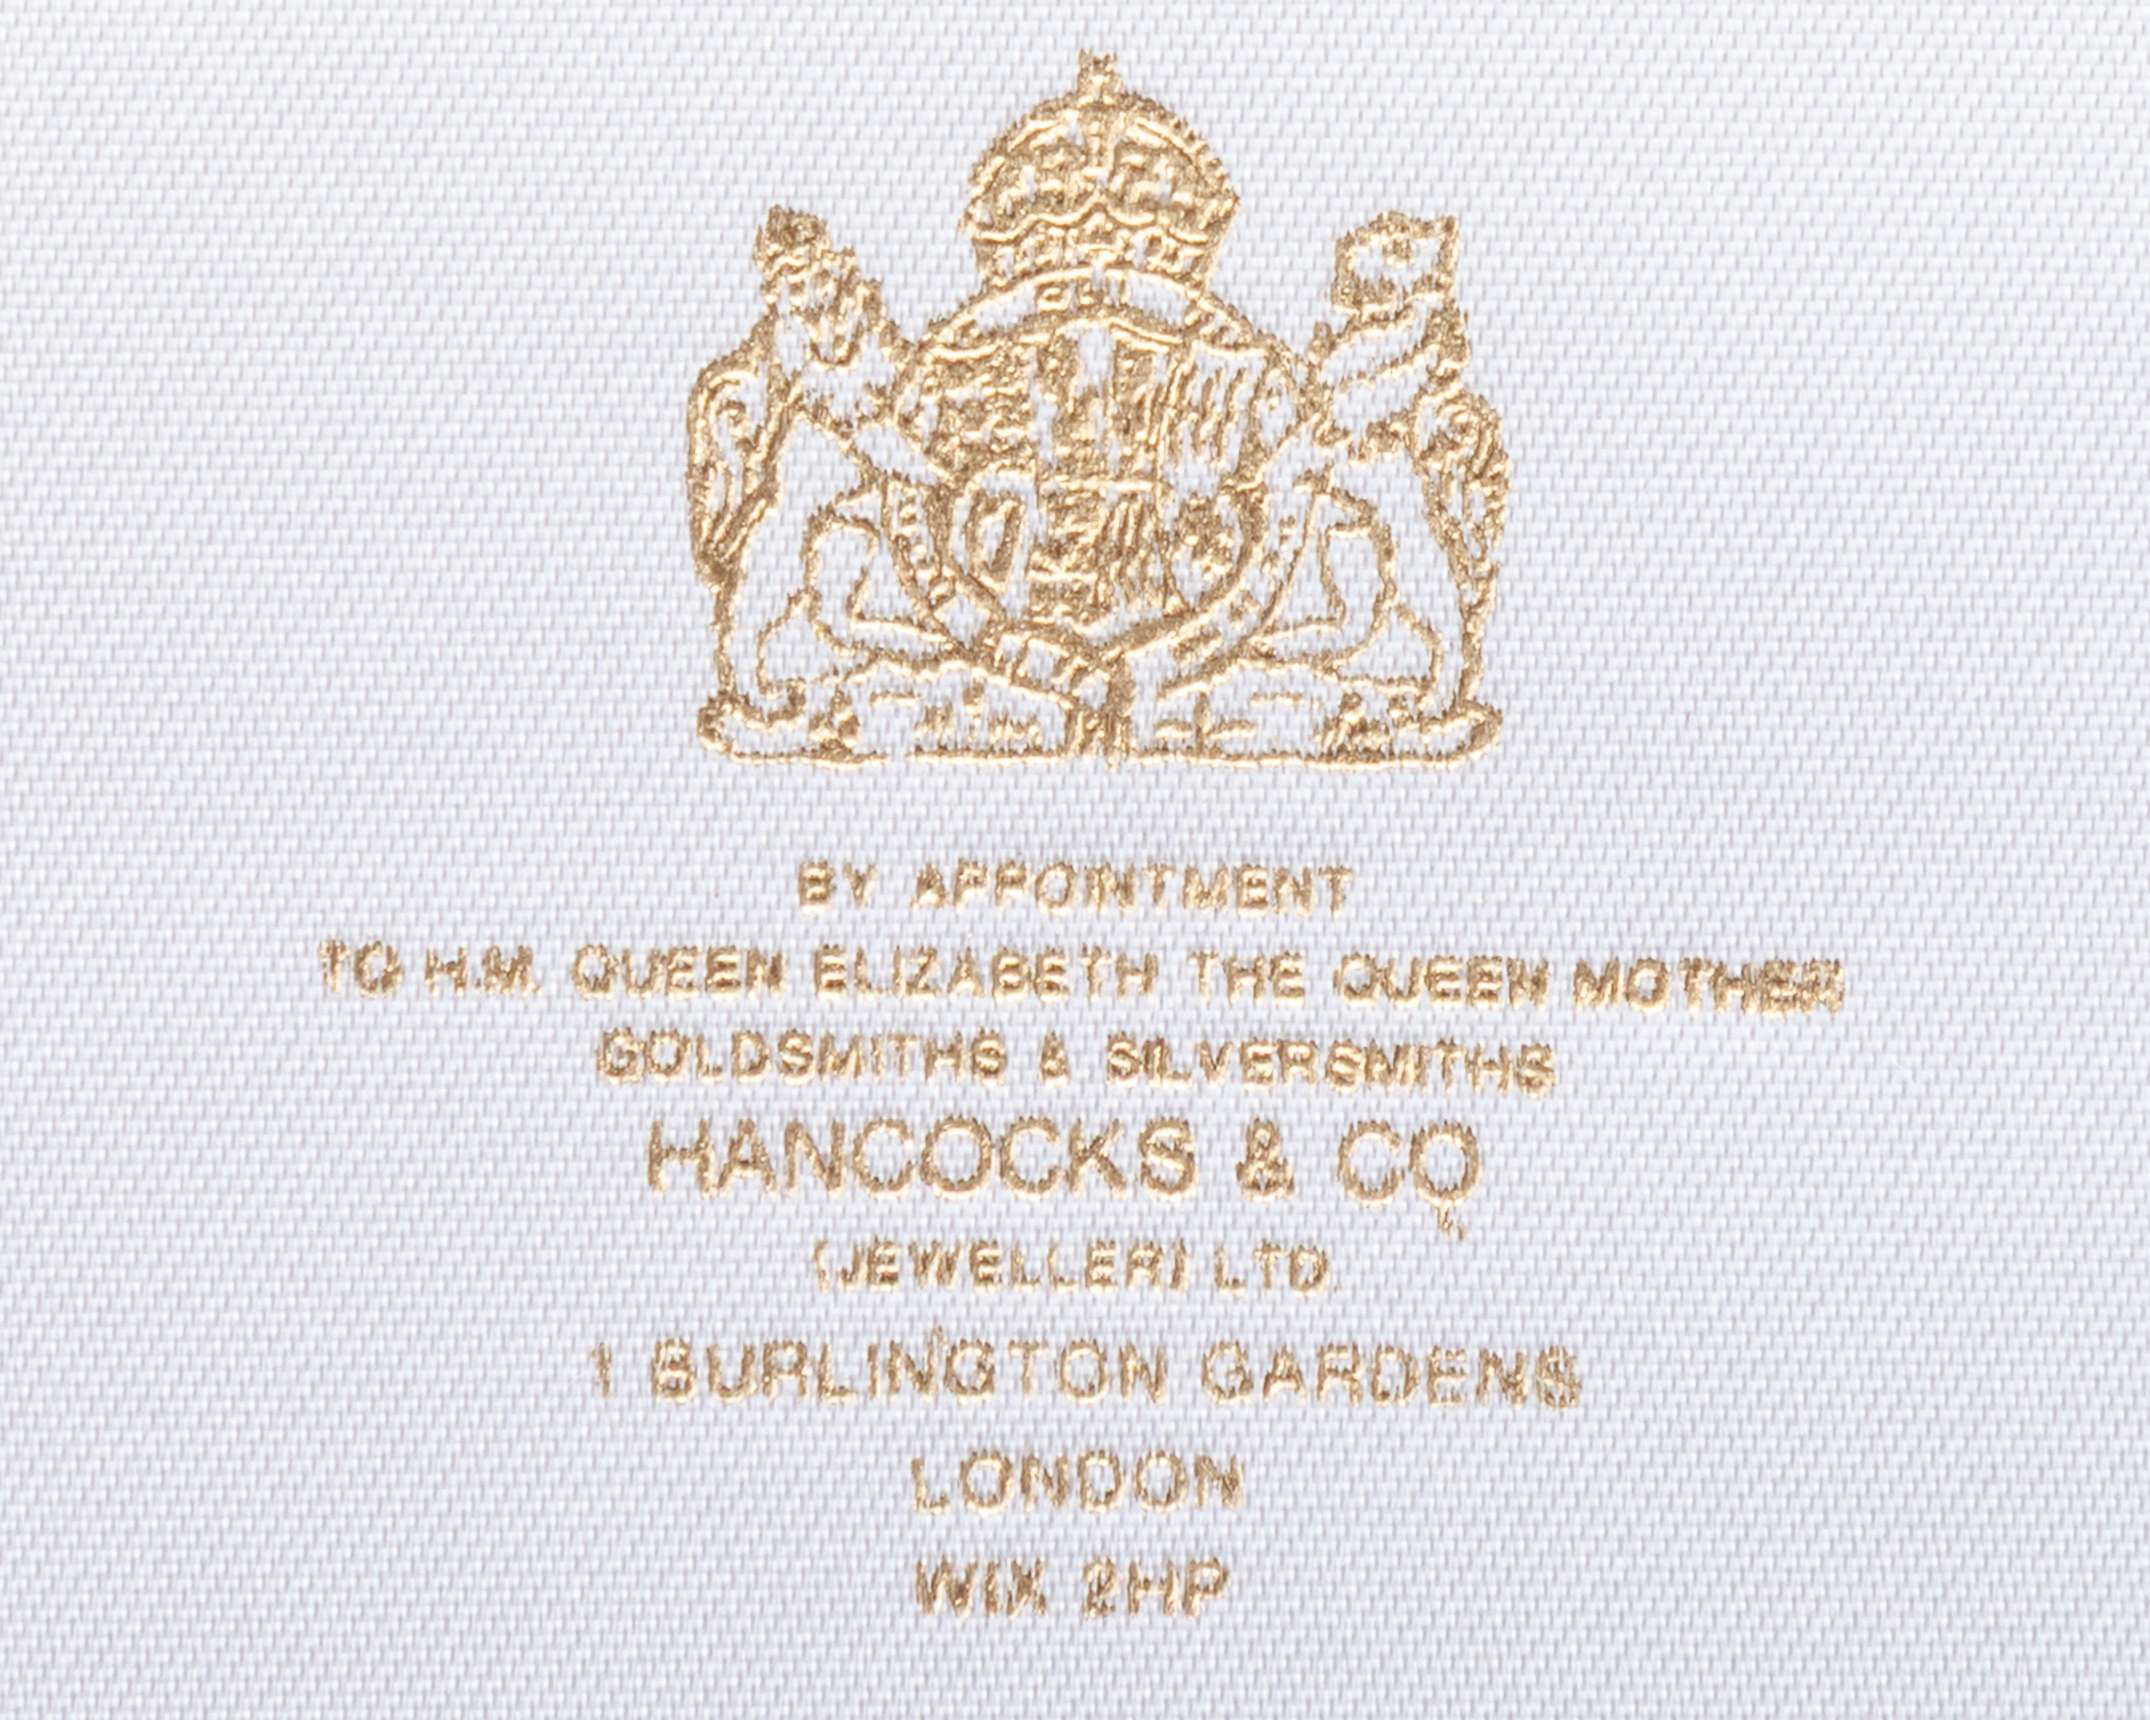 BY APPOINTMENT
TO H.M. QUEEN ELIZABETH THE QUEEN MOTHER
GOLDSMITHS & SILVERSMITHS
HANCOCKS & CO
(JEWELLER) LTD.
1 BURLINGTON GARDENS
LONDON
WIX 2HP